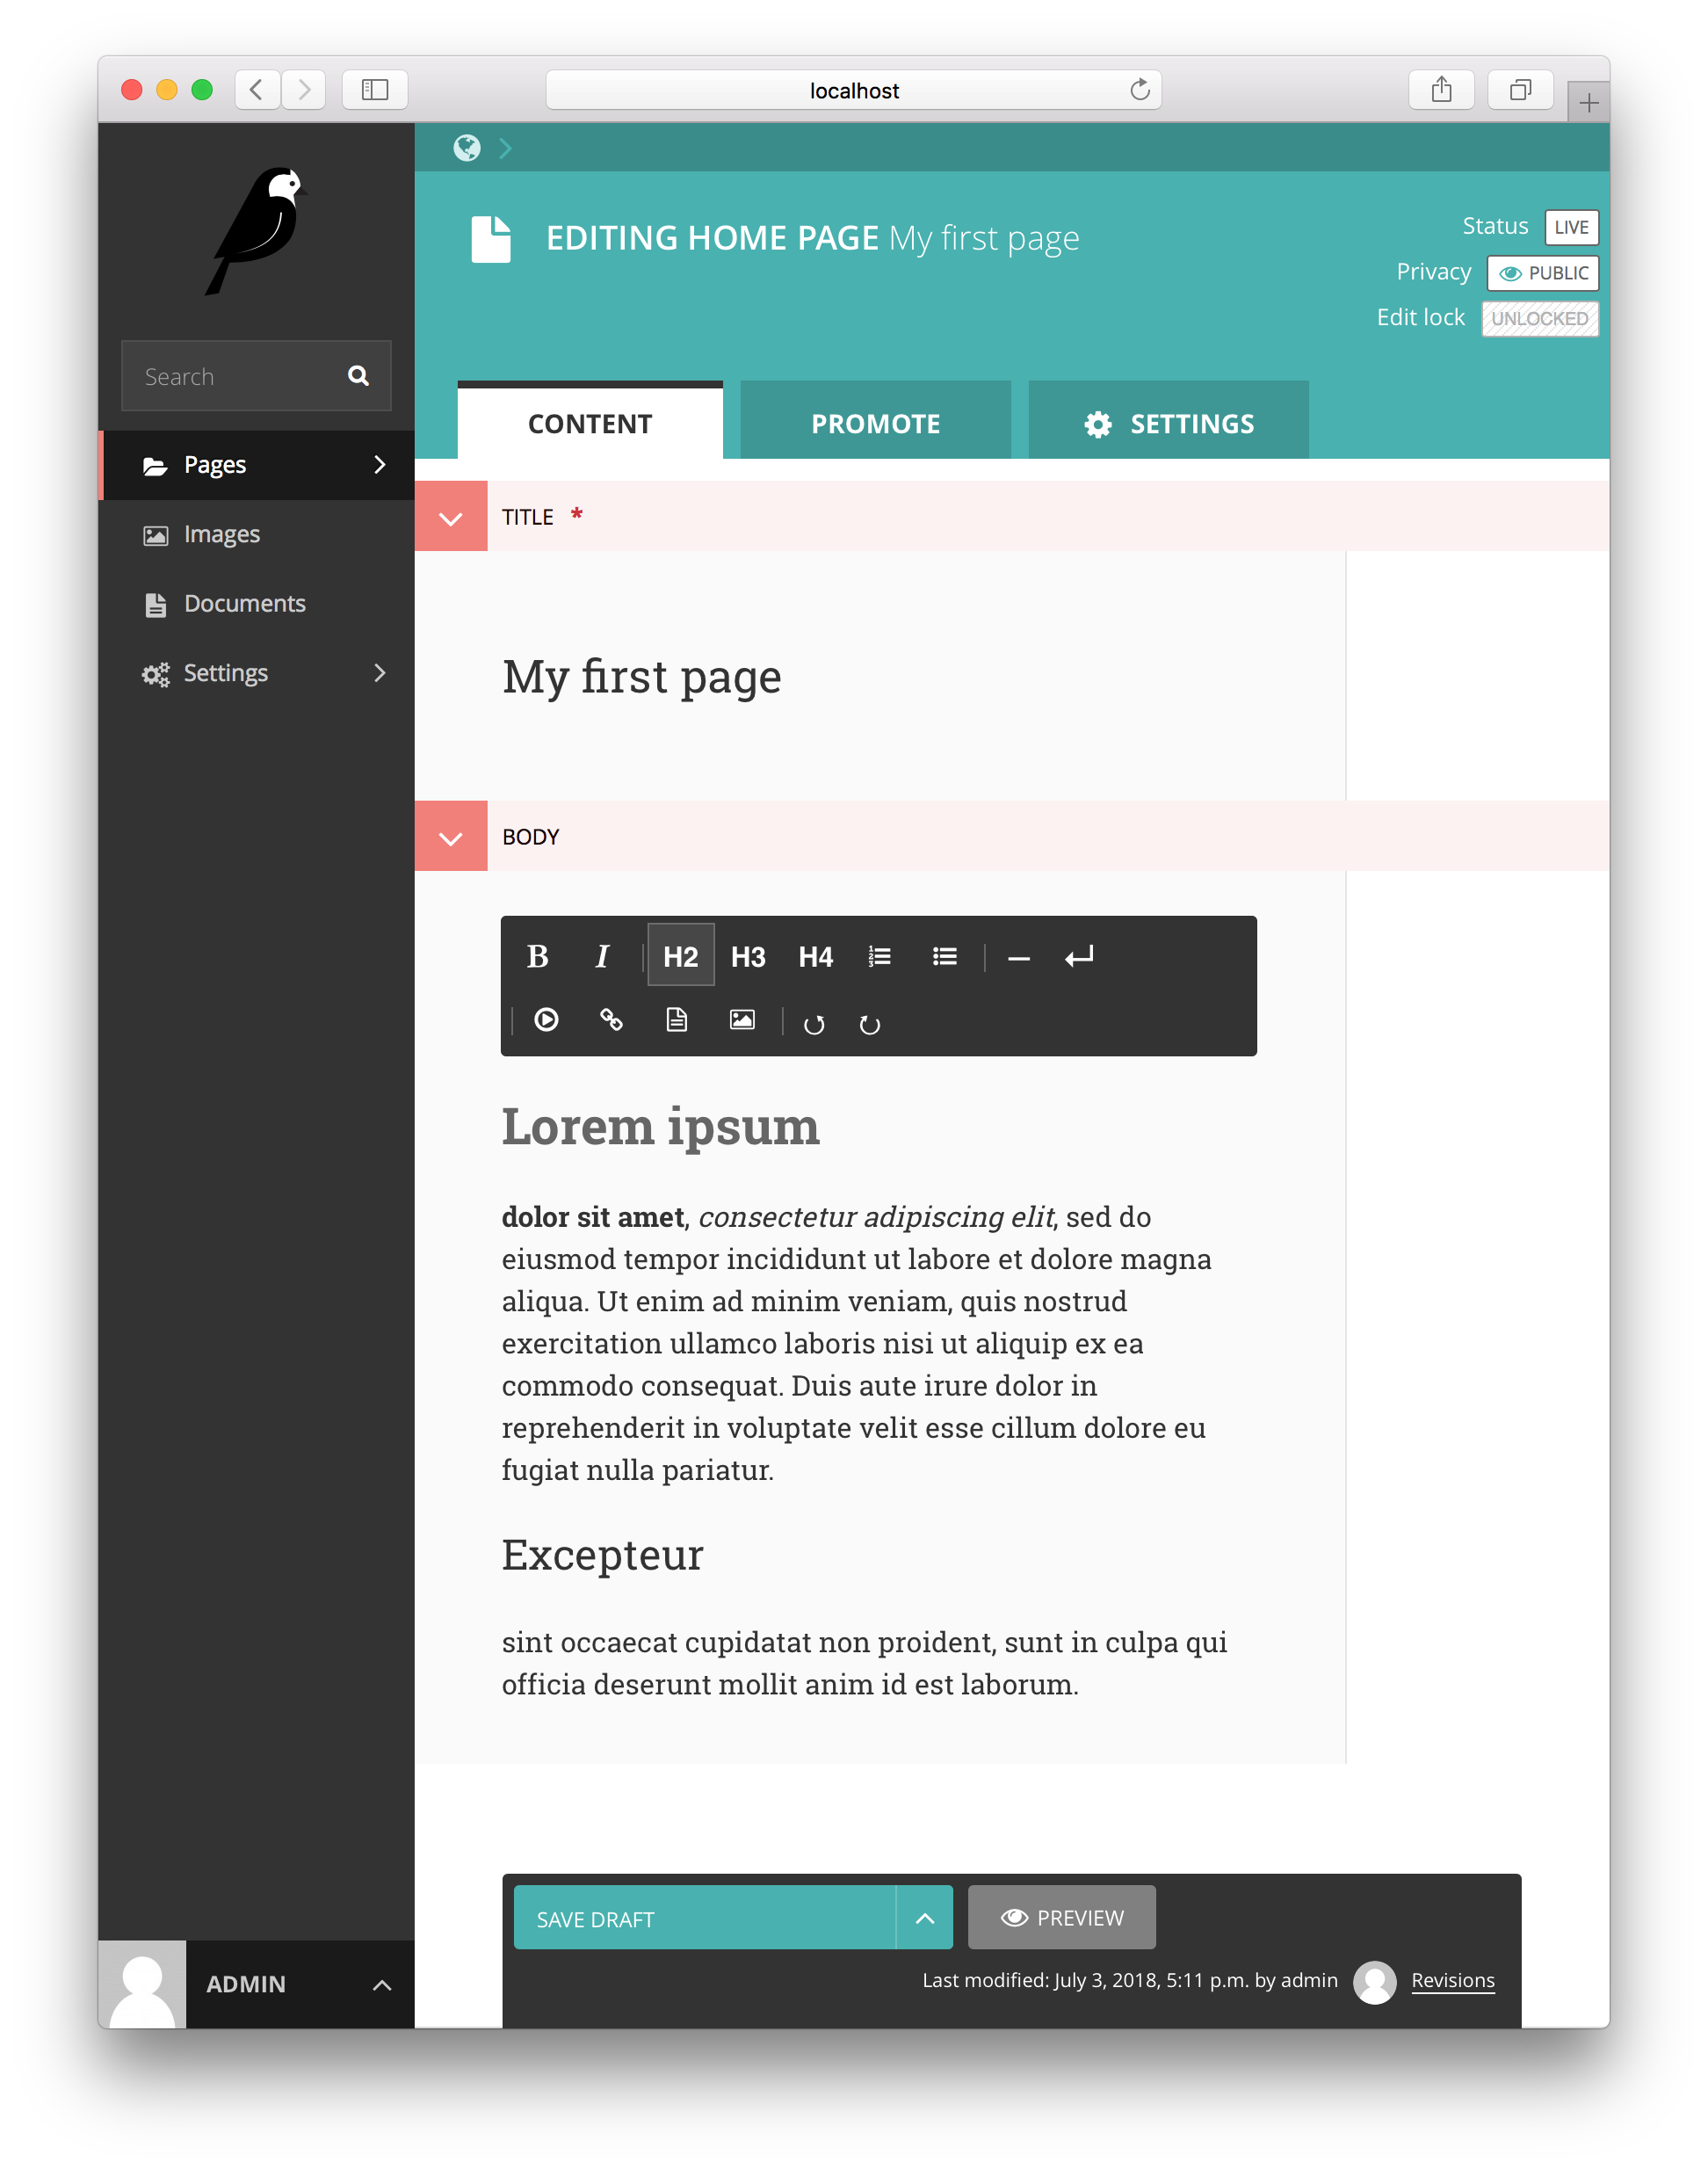 localhost
Search
Pages
Images
Documents
Settings
ADMIN
EDITING HOME PAGE My first page
Status LIVE
Privacy PUBLIC
Edit lock UNLOCKED
CONTENT PROMOTE SETTINGS
TITLE *
My first page
BODY
B I H2 H3 H4
Lorem ipsum
dolor sit amet, consectetur adipiscing elit, sed do
eiusmod tempor incididunt ut labore et dolore magna
aliqua. Ut enim ad minim veniam, quis nostrud
exercitation ullamco laboris nisi ut aliquip ex ea
commodo consequat. Duis aute irure dolor in
reprehenderit in voluptate velit esse cillum dolore eu
fugiat nulla pariatur.
Excepteur
sint occaecat cupidatat non proident, sunt in culpa qui
officia deserunt mollit anim id est laborum.
SAVE DRAFT PREVIEW
Last modified: July 3, 2018, 5:11 p.m. by admin Revisions